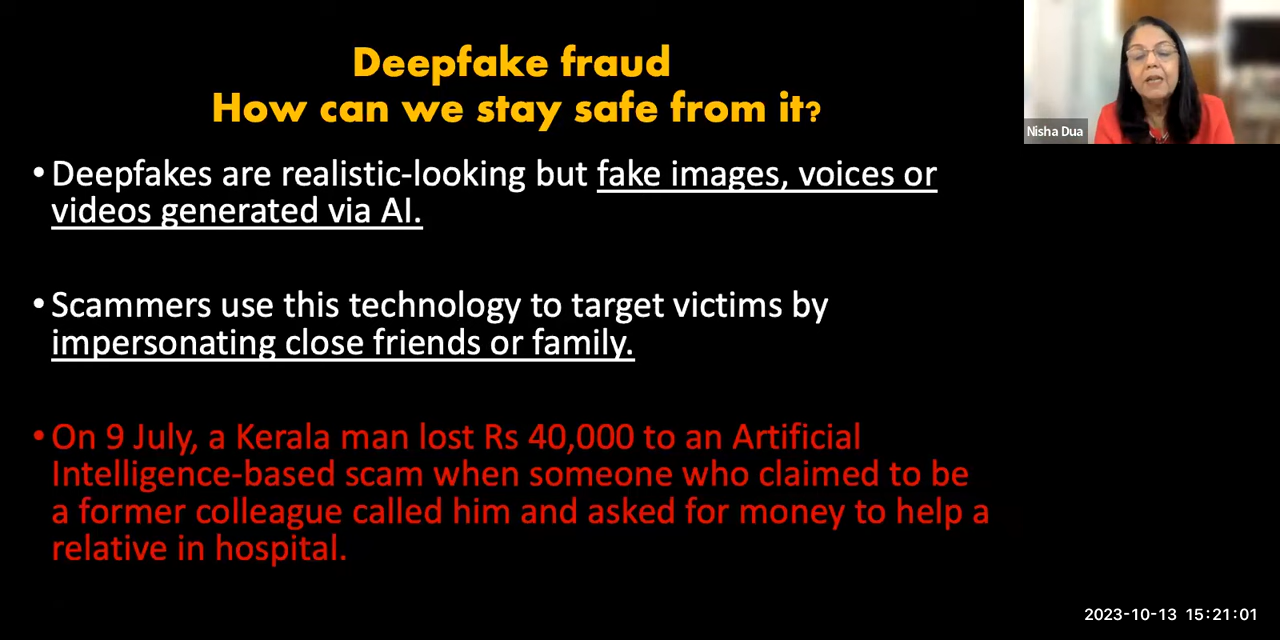 Deepfake fraud
How can we stay safe from it?
• Deepfakes are realistic-looking but fake images, voices or
videos generated via AI.
• Scammers use this technology to target victims by
impersonating close friends or family.
• On 9 July, a Kerala man lost Rs 40,000 to an Artificial
Intelligence-based scam when someone who claimed to be
a former colleague called him and asked for money to help a
relative in hospital.
Nisha Dua
2023-10-13 15:21:01